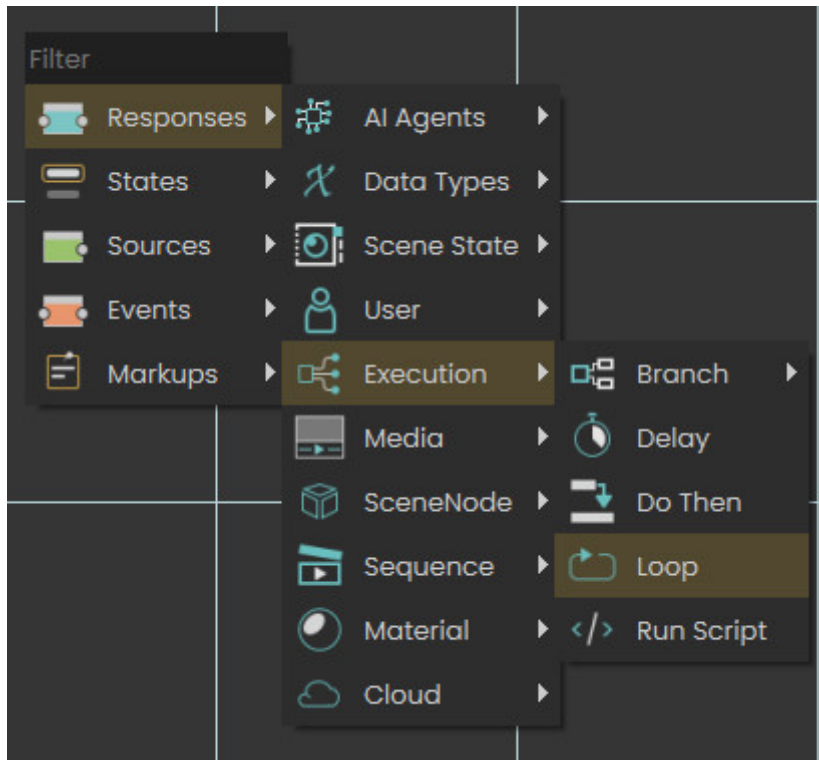 Filter
Responses
States
Sources
Events
Markups
AI Agents
Data Types
Scene State
User
Execution
Media
SceneNode
Sequence
Material
Cloud
Branch
Delay
Do Then
Loop
Run Script